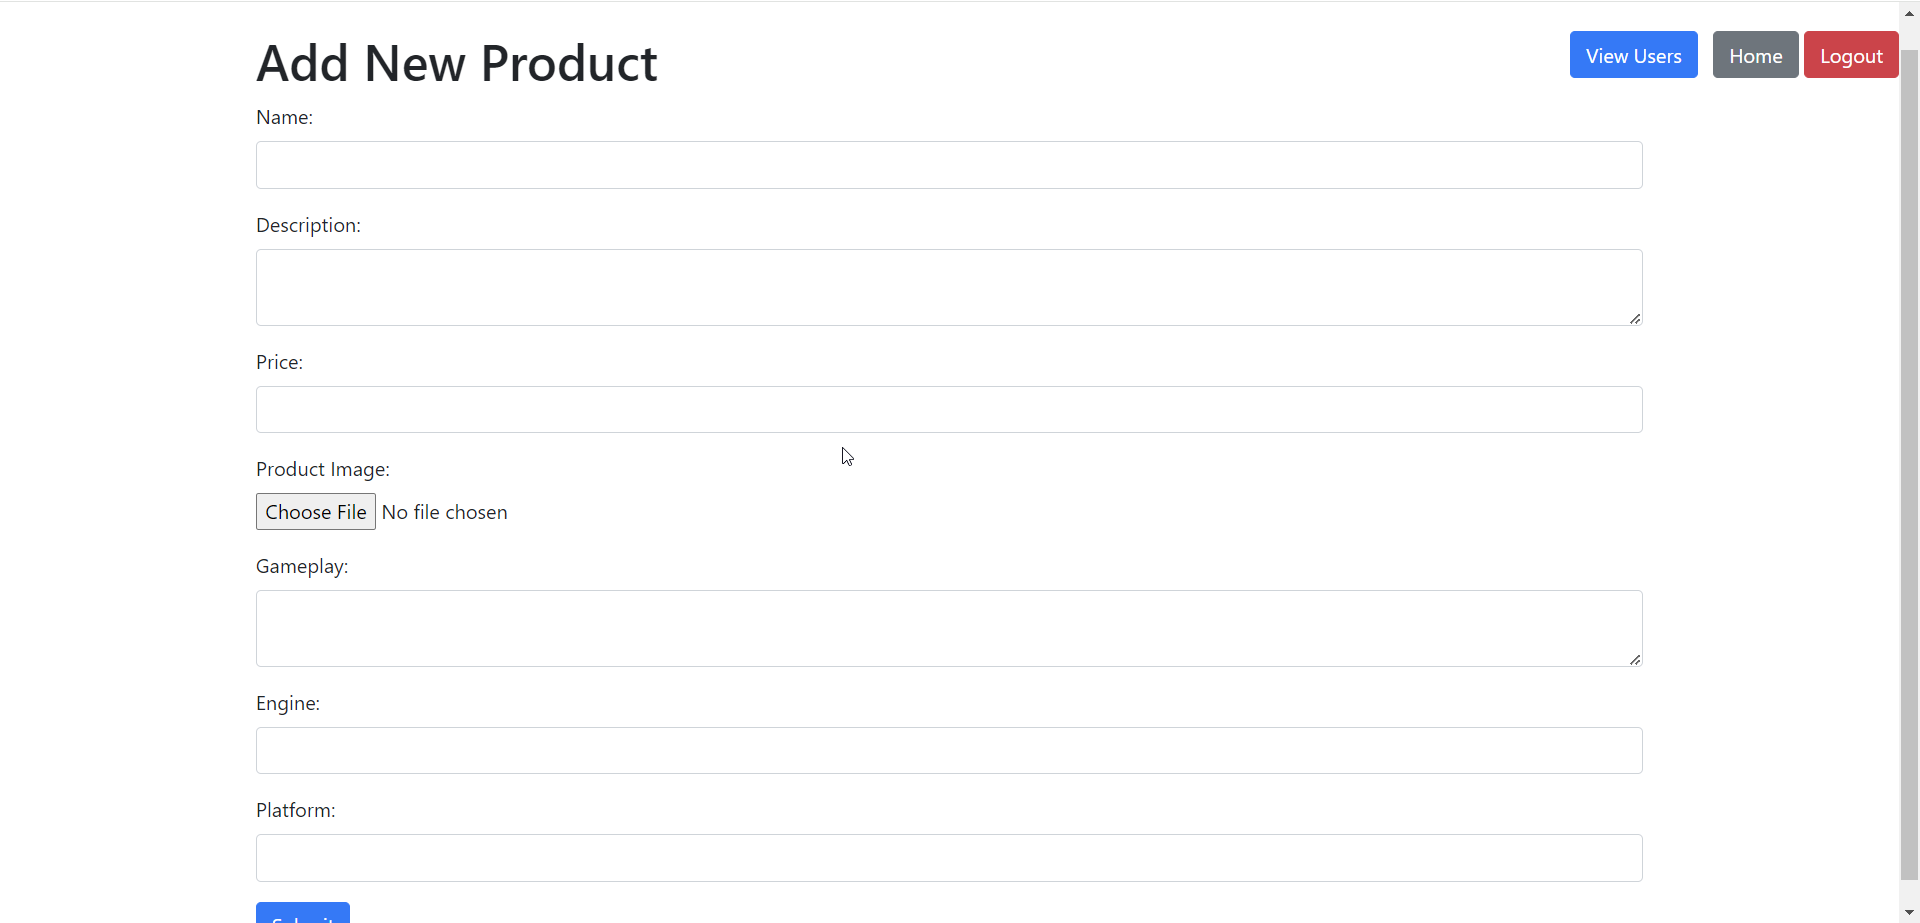 Add New Product
View Users Home Logout
Name:
Description:
Price:
Product Image:
Choose File No file chosen
Gameplay:
Engine:
Platform:
Submit